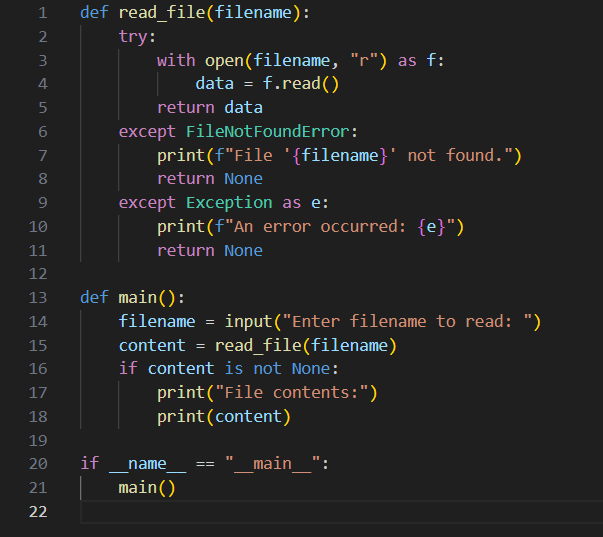 1 def read_file(filename):
2     try:
3         with open(filename, "r") as f:
4             data = f.read()
5         return data
6     except FileNotFoundError:
7         print(f"File '{filename}' not found.")
8         return None
9     except Exception as e:
10         print(f"An error occurred: {e}")
11         return None
12
13 def main():
14     filename = input("Enter filename to read: ")
15     content = read_file(filename)
16     if content is not None:
17         print("File contents:")
18         print(content)
19
20 if __name__ == "__main__":
21     main()
22